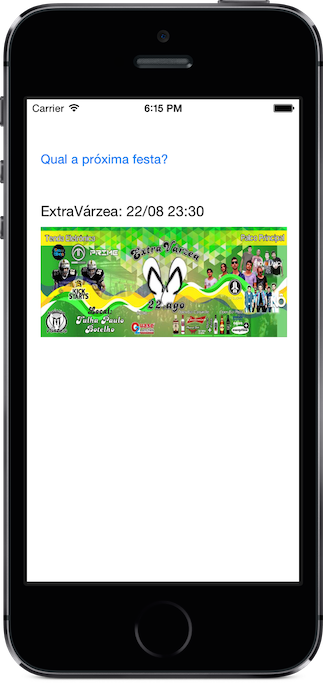 Carrier 6:15 PM
Qual a próxima festa?
ExtraVárzea: 22/08 23:30
Tenda Eletrônica
Palco Principal
ExtraVárzea
PRIME
KICK
STARTS
22 ago
Local:
Tulha Paulo
Botelho